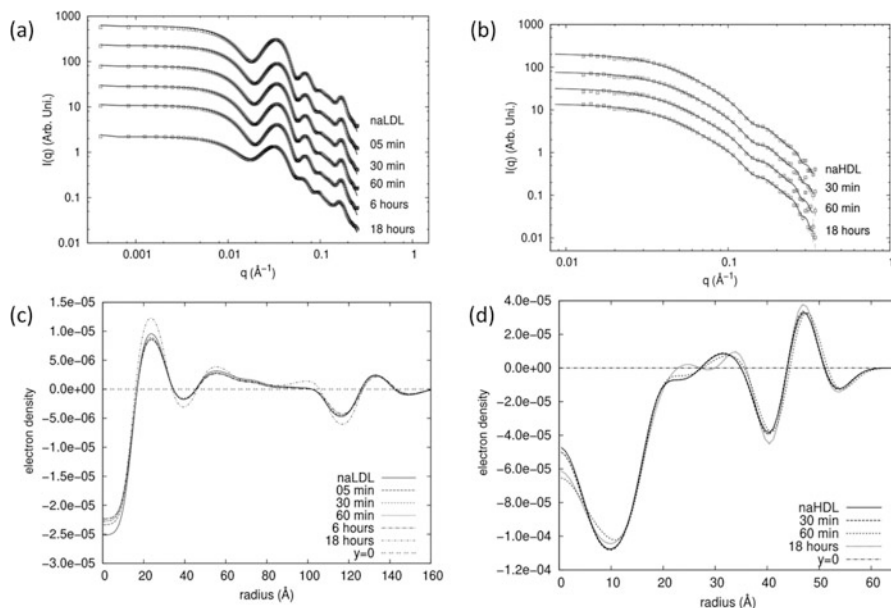 (a)
1000
100
10
1
0.1
0.01
I(q) (Arb. Uni.)
naLDL
05 min
30 min
60 min
6 hours
18 hours
0.001
0.01
0.1
1
q (Å⁻¹)
(b)
1000
100
10
1
0.1
0.01
I(q) (Arb. Uni.)
naHDL
30 min
60 min
18 hours
0.01
0.1
1
q (Å⁻¹)
(c)
1.5e-05
1.0e-05
5.0e-06
0.0e+00
-5.0e-06
-1.0e-05
-1.5e-05
-2.0e-05
-2.5e-05
-3.0e-05
electron density
naLDL
05 min
30 min
60 min
6 hours
18 hours
y=0
0 20 40 60 80 100 120 140 160
radius (Å)
(d)
4.0e-05
2.0e-05
0.0e+00
-2.0e-05
-4.0e-05
-6.0e-05
-8.0e-05
-1.0e-04
-1.2e-04
electron density
naHDL
30 min
60 min
18 hours
y=0
0 10 20 30 40 50 60
radius (Å)